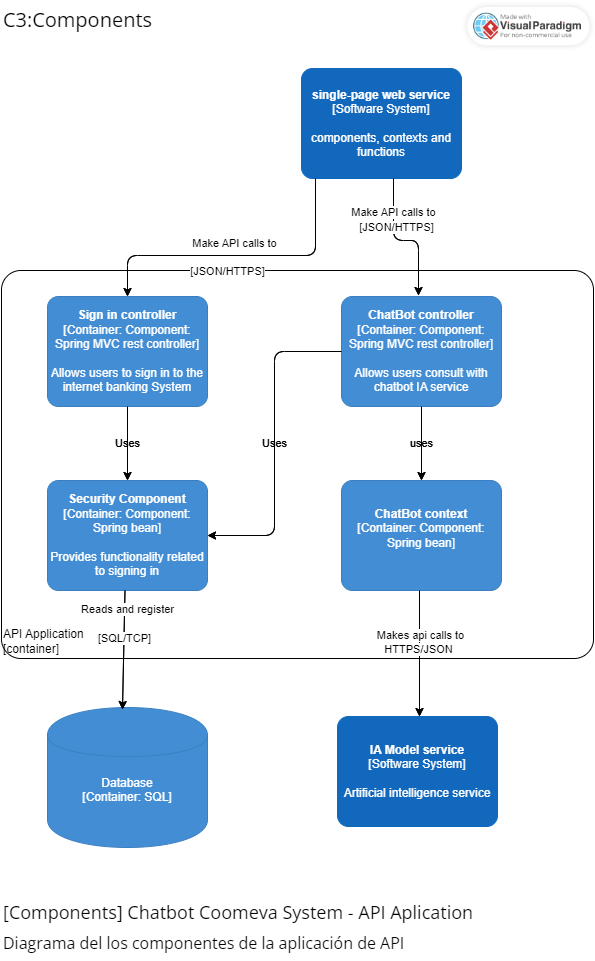 C3:Components
Made with
VisualParadigm
For non-commercial use
single-page web service
[Software System]
components, contexts and
functions
Make API calls to
[JSON/HTTPS]
Make API calls to
[JSON/HTTPS]
Sign in controller
[Container: Component:
Spring MVC rest controller]
Allows users to sign in to the
internet banking System
ChatBot controller
[Container: Component:
Spring MVC rest controller]
Allows users consult with
chatbot IA service
Uses
Uses
uses
Security Component
[Container: Component:
Spring bean]
Provides functionality related
to signing in
ChatBot context
[Container: Component:
Spring bean]
Reads and register
[SQL/TCP]
API Application
[container]
Makes api calls to
HTTPS/JSON
Database
[Container: SQL]
IA Model service
[Software System]
Artificial intelligence service
[Components] Chatbot Coomeva System - API Aplication
Diagrama del los componentes de la aplicación de API